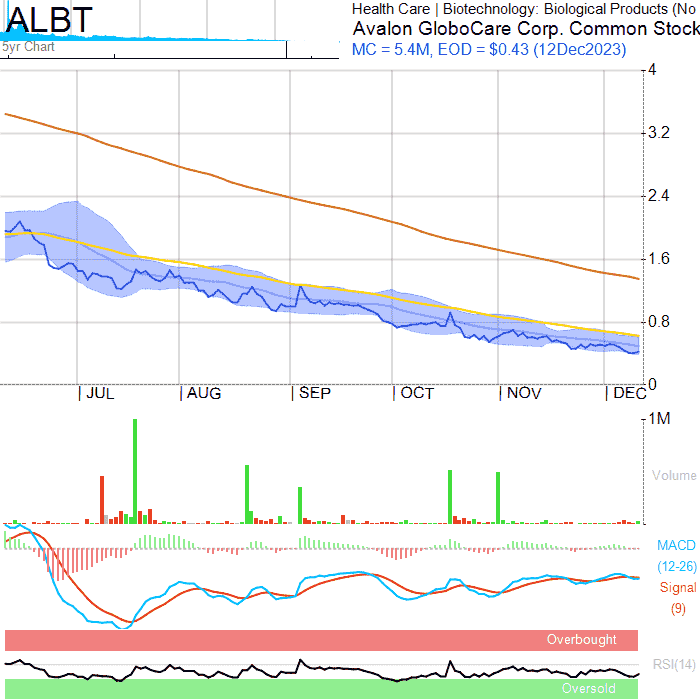 ALBT
5yr Chart
Health Care | Biotechnology: Biological Products (No
Avalon GloboCare Corp. Common Stock
MC = 5.4M, EOD = $0.43 (12Dec2023)
4
3.2
2.4
1.6
0.8
0
| JUL | AUG | SEP | OCT | NOV | DEC
1M
Volume
MACD
(12-26)
Signal
(9)
Overbought
RSI(14)
Oversold